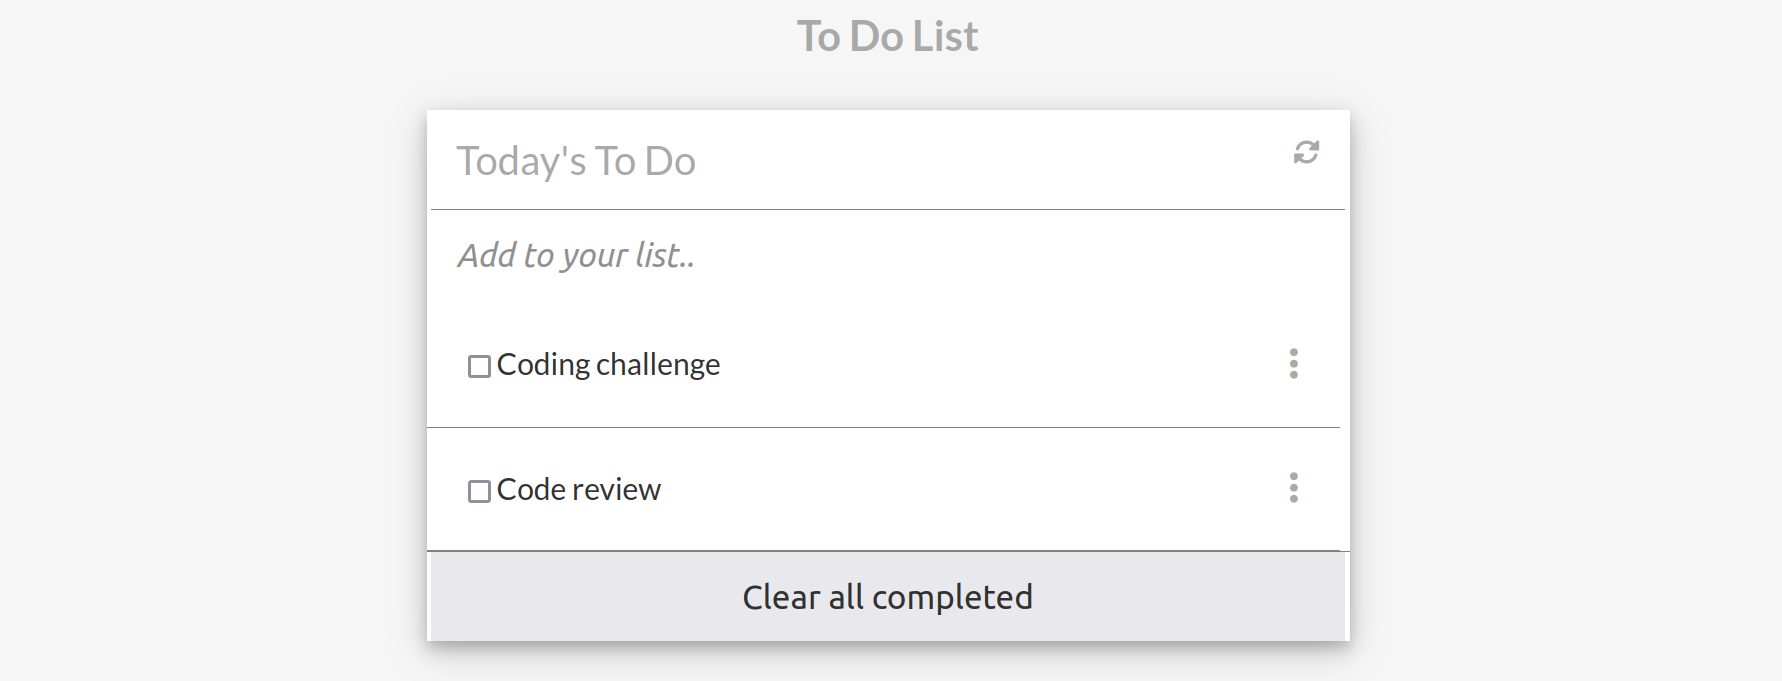 To Do List
Today's To Do
Add to your list..
Coding challenge
Code review
Clear all completed